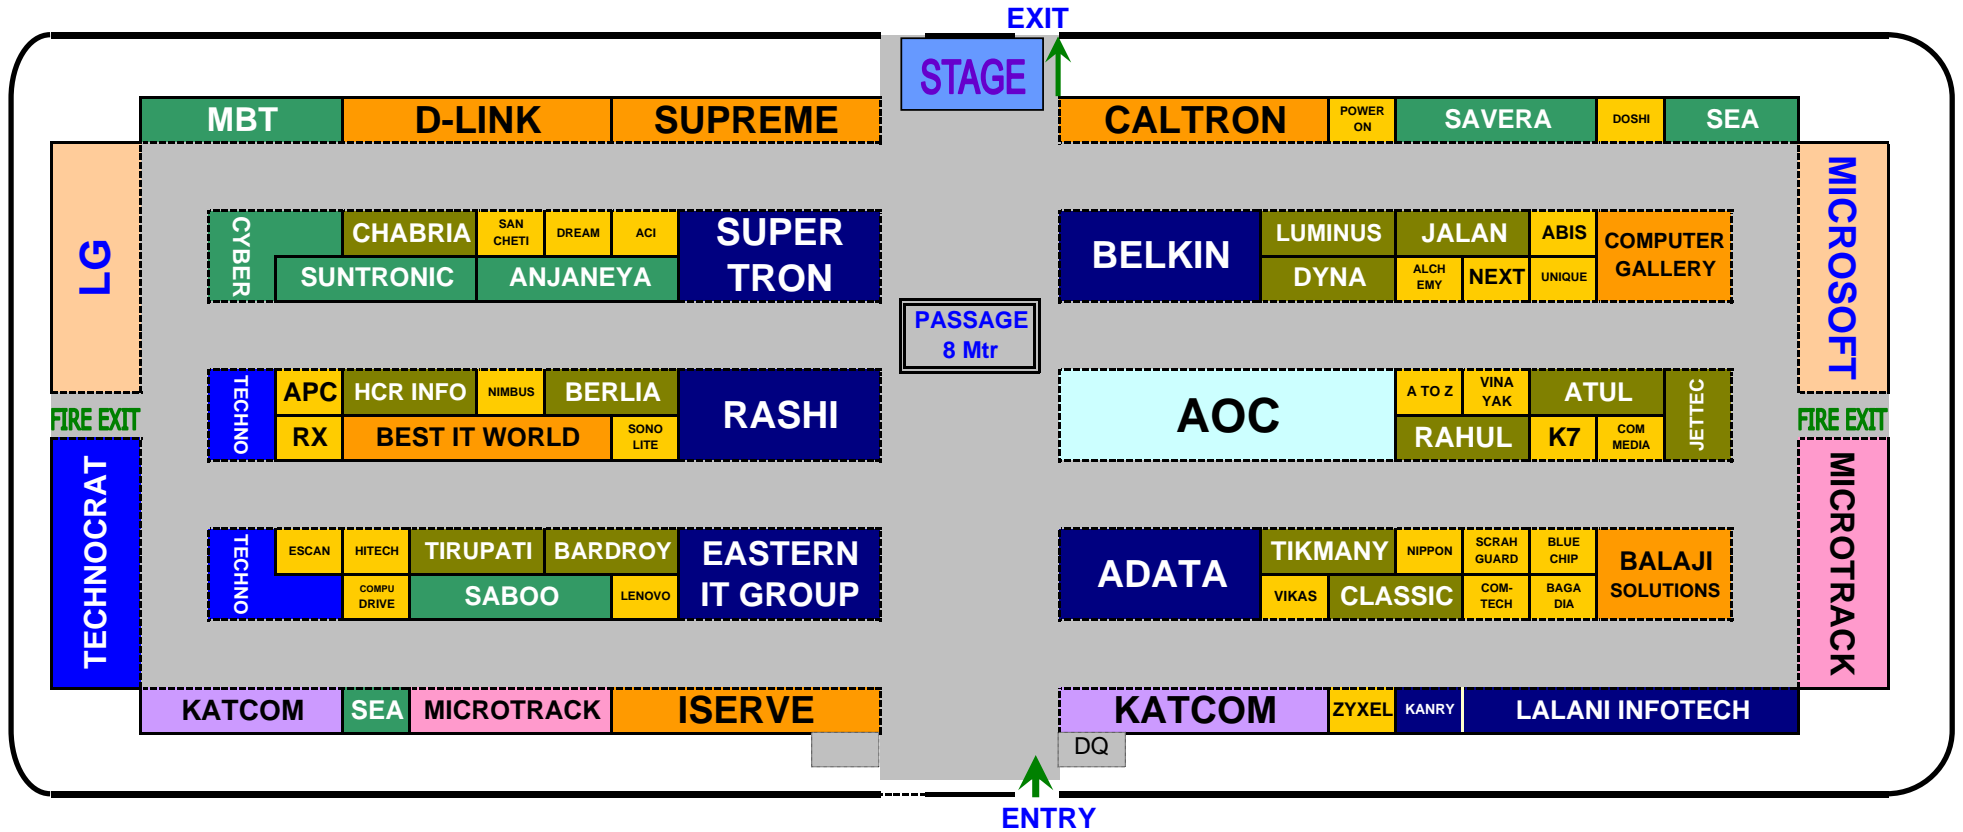 EXIT
STAGE
MBT
D-LINK
SUPREME
CALTRON
POWER
ON
SAVERA
DOSHI
SEA
LG
MICROSOFT
CYBER
CHABRIA
SAN
CHETI
DREAM
ACI
SUPER
TRON
SUNTRONIC
ANJANEYA
BELKIN
LUMINUS
JALAN
ABIS
COMPUTER
GALLERY
DYNA
ALCH
EMY
NEXT
UNIQUE
PASSAGE
8 Mtr
TECHNO
APC
HCR INFO
NIMBUS
BERLIA
RASHI
RX
BEST IT WORLD
SONO
LITE
AOC
A TO Z
VINA
YAK
ATUL
JETTEC
RAHUL
K7
COM
MEDIA
FIRE EXIT
FIRE EXIT
TECHNOCRAT
MICROTRACK
TECHNO
ESCAN
HITECH
TIRUPATI
BARDROY
EASTERN
IT GROUP
COMPU
DRIVE
SABOO
LENOVO
ADATA
TIKMANY
NIPPON
SCRAH
GUARD
BLUE
CHIP
BALAJI
SOLUTIONS
VIKAS
CLASSIC
COM-
TECH
BAGA
DIA
KATCOM
SEA
MICROTRACK
ISERVE
KATCOM
ZYXEL
KANRY
LALANI INFOTECH
DQ
ENTRY